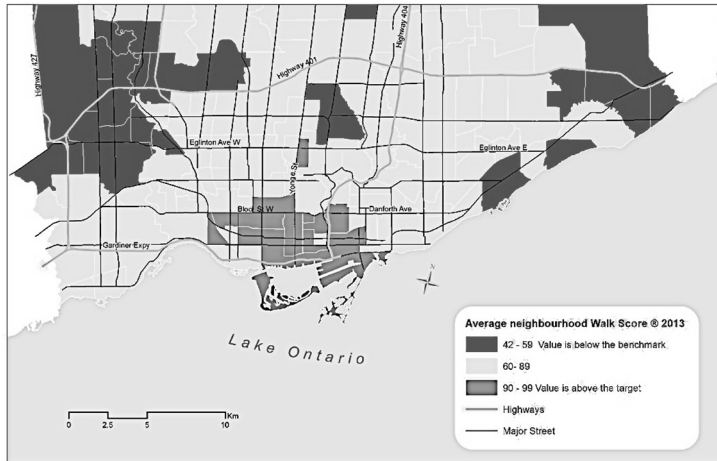 Highway 427
Highway 404
Highway 401
Eglinton Ave W
Eglinton Ave E
Yonge St
Bloor St W
Danforth Ave
Gardiner Expy
Lake Ontario
Average neighbourhood Walk Score ® 2013
42 - 59 Value is below the benchmark
60- 89
90 - 99 Value is above the target
Highways
Major Street
Km
0 2.5 5 10